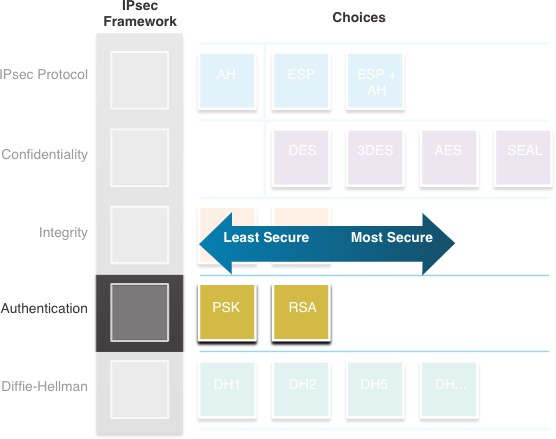 IPsec
Framework
Choices
IPsec Protocol
AH
ESP
ESP +
AH
Confidentiality
DES
3DES
AES
SEAL
Integrity
Least Secure
Most Secure
Authentication
PSK
RSA
Diffie-Hellman
DH1
DH2
DH5
DH...